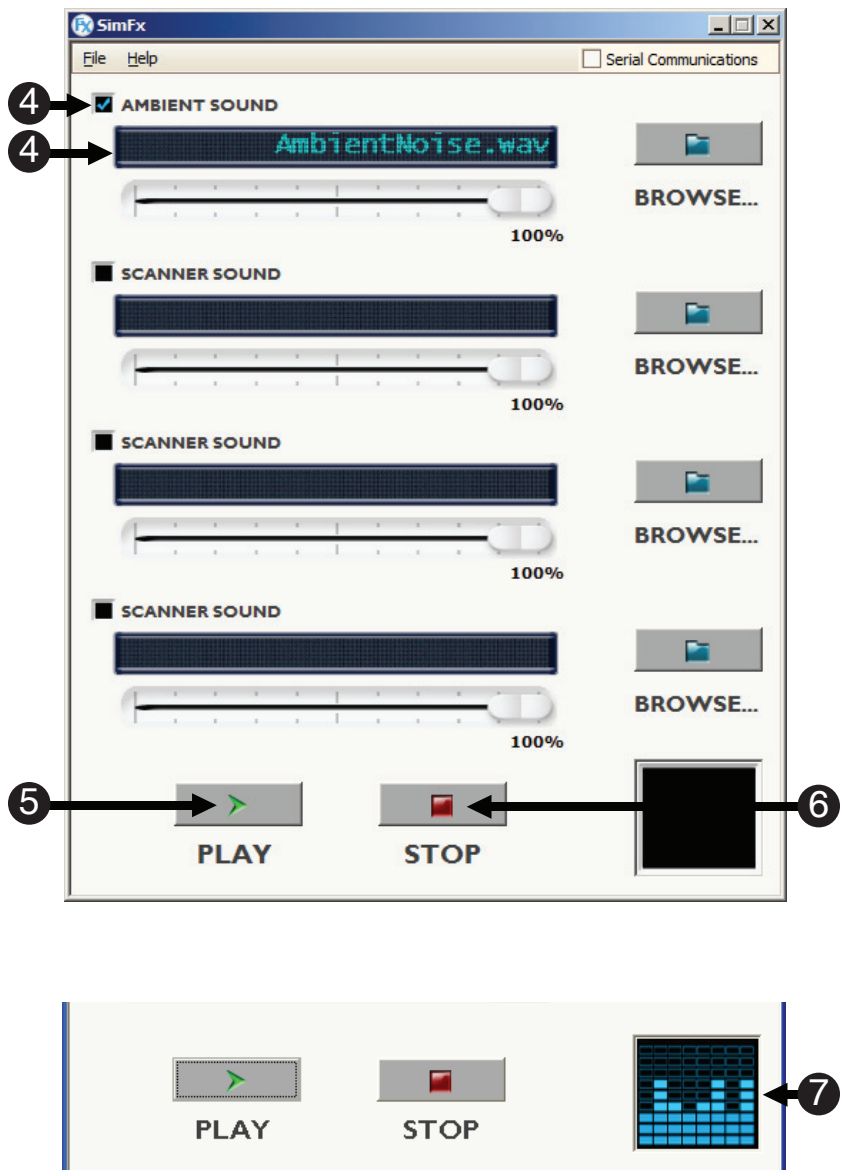 Fx SimFx
File Help Serial Communications
4 AMBIENT SOUND
4 AmbientNoise.wav
BROWSE...
100%
SCANNER SOUND
BROWSE...
100%
SCANNER SOUND
BROWSE...
100%
SCANNER SOUND
BROWSE...
100%
5 6
PLAY STOP
7
PLAY STOP